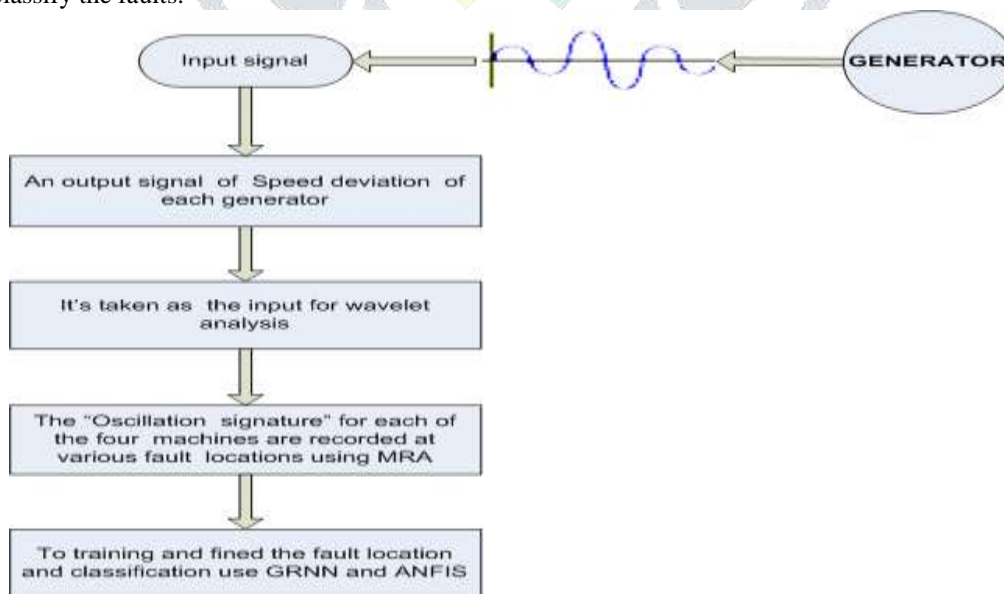 classify the faults.
Input signal
GENERATOR
An output signal of Speed deviation of
each generator
It's taken as the input for wavelet
analysis
The "Oscillation signature" for each of
the four machines are recorded at
various fault locations using MRA
To training and fined the fault location
and classification use GRNN and ANFIS